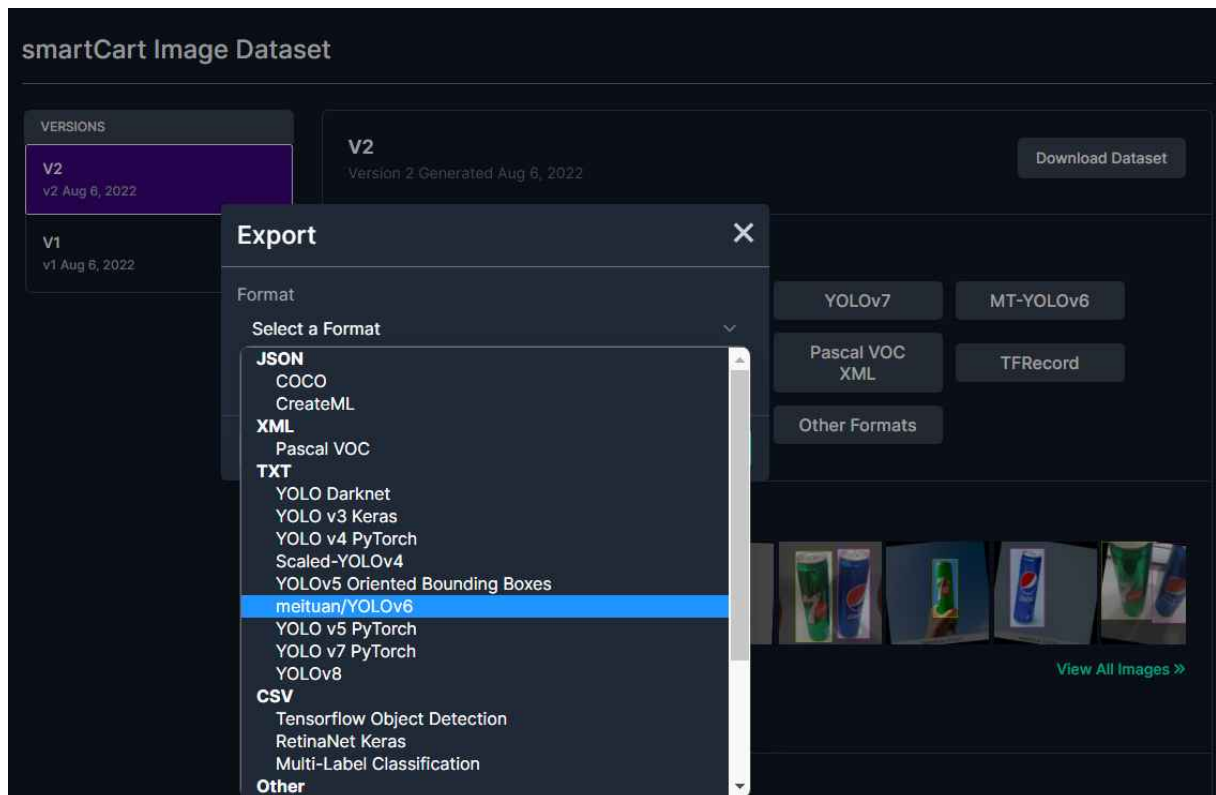 smartCart Image Dataset
VERSIONS
V2
v2 Aug 6, 2022
V1
v1 Aug 6, 2022
V2
Version 2 Generated Aug 6, 2022
Download Dataset
Export
Format
Select a Format
JSON
COCO
CreateML
XML
Pascal VOC
TXT
YOLO Darknet
YOLO v3 Keras
YOLO v4 PyTorch
Scaled-YOLOv4
YOLOv5 Oriented Bounding Boxes
meituan/YOLOv6
YOLO v5 PyTorch
YOLO v7 PyTorch
YOLOv8
CSV
Tensorflow Object Detection
RetinaNet Keras
Multi-Label Classification
Other
YOLOv7
MT-YOLOv6
Pascal VOC
XML
TFRecord
Other Formats
View All Images »